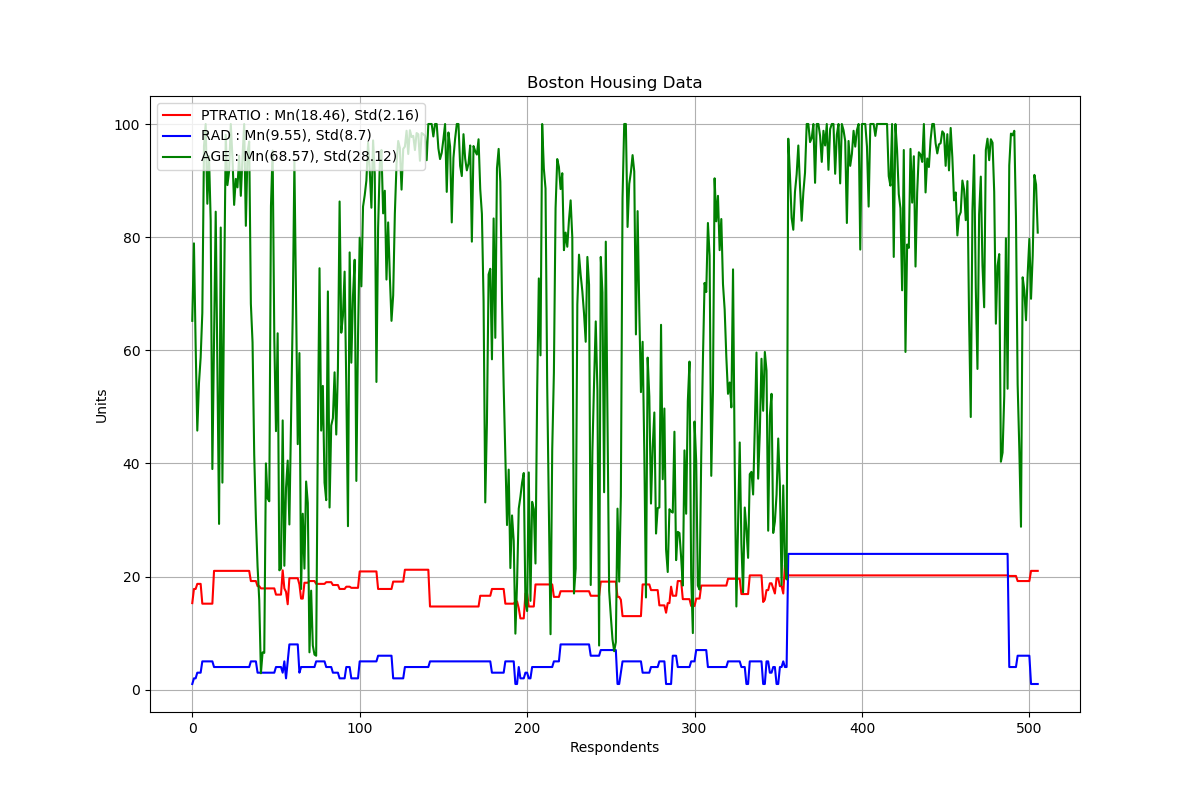 Boston Housing Data
PTRATIO : Mn(18.46), Std(2.16)
RAD : Mn(9.55), Std(8.7)
AGE : Mn(68.57), Std(28.12)
100
80
60
40
20
0
Units
0 100 200 300 400 500
Respondents